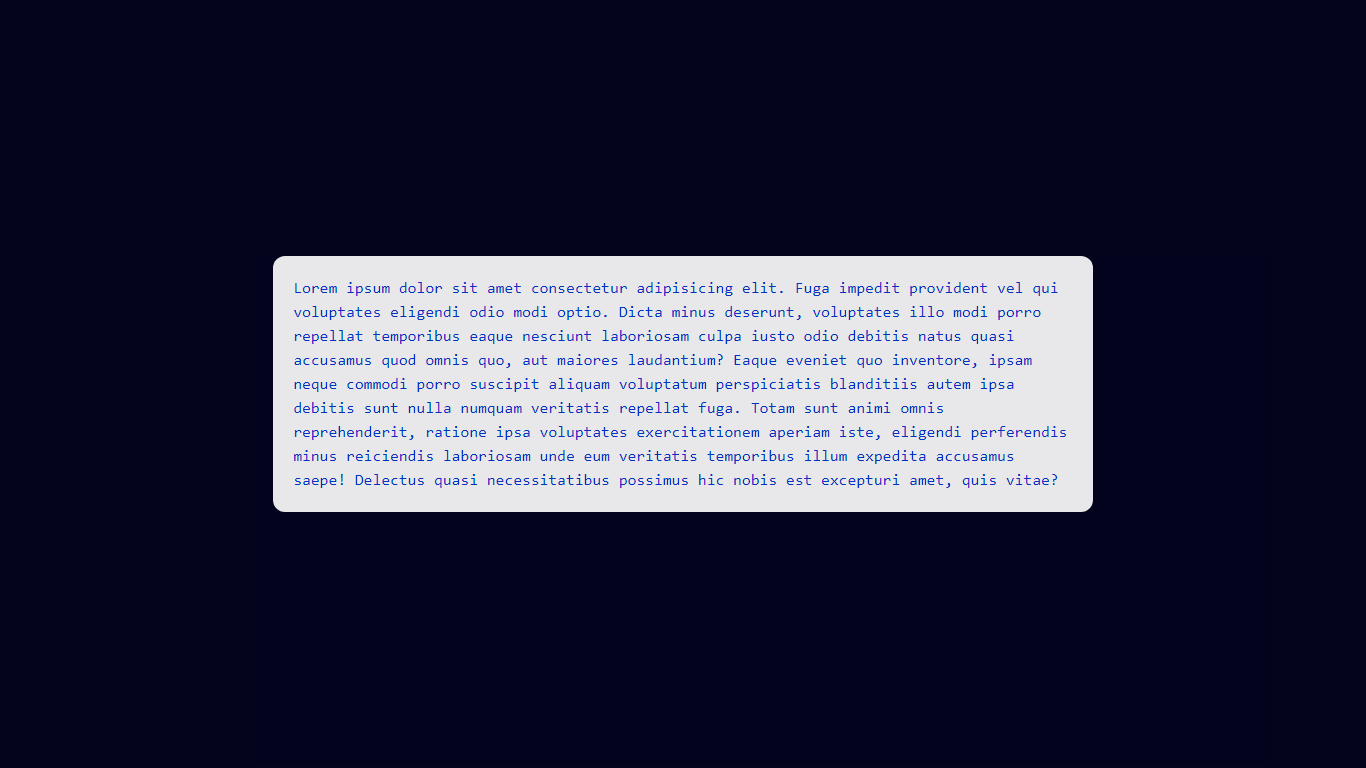 Lorem ipsum dolor sit amet consectetur adipisicing elit. Fuga impedit provident vel qui
voluptates eligendi odio modi optio. Dicta minus deserunt, voluptates illo modi porro
repellat temporibus eaque nesciunt laboriosam culpa iusto odio debitis natus quasi
accusamus quod omnis quo, aut maiores laudantium? Eaque eveniet quo inventore, ipsam
neque commodi porro suscipit aliquam voluptatum perspiciatis blanditiis autem ipsa
debitis sunt nulla numquam veritatis repellat fuga. Totam sunt animi omnis
reprehenderit, ratione ipsa voluptates exercitationem aperiam iste, eligendi perferendis
minus reiciendis laboriosam unde eum veritatis temporibus illum expedita accusamus
saepe! Delectus quasi necessitatibus possimus hic nobis est excepturi amet, quis vitae?